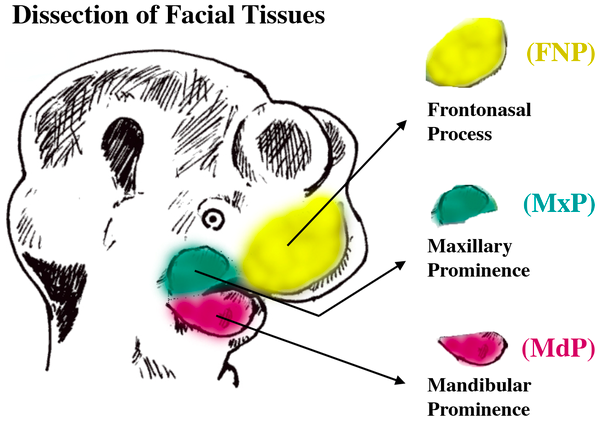 Dissection of Facial Tissues
(FNP)
Frontonasal
Process
(MxP)
Maxillary
Prominence
(MdP)
Mandibular
Prominence